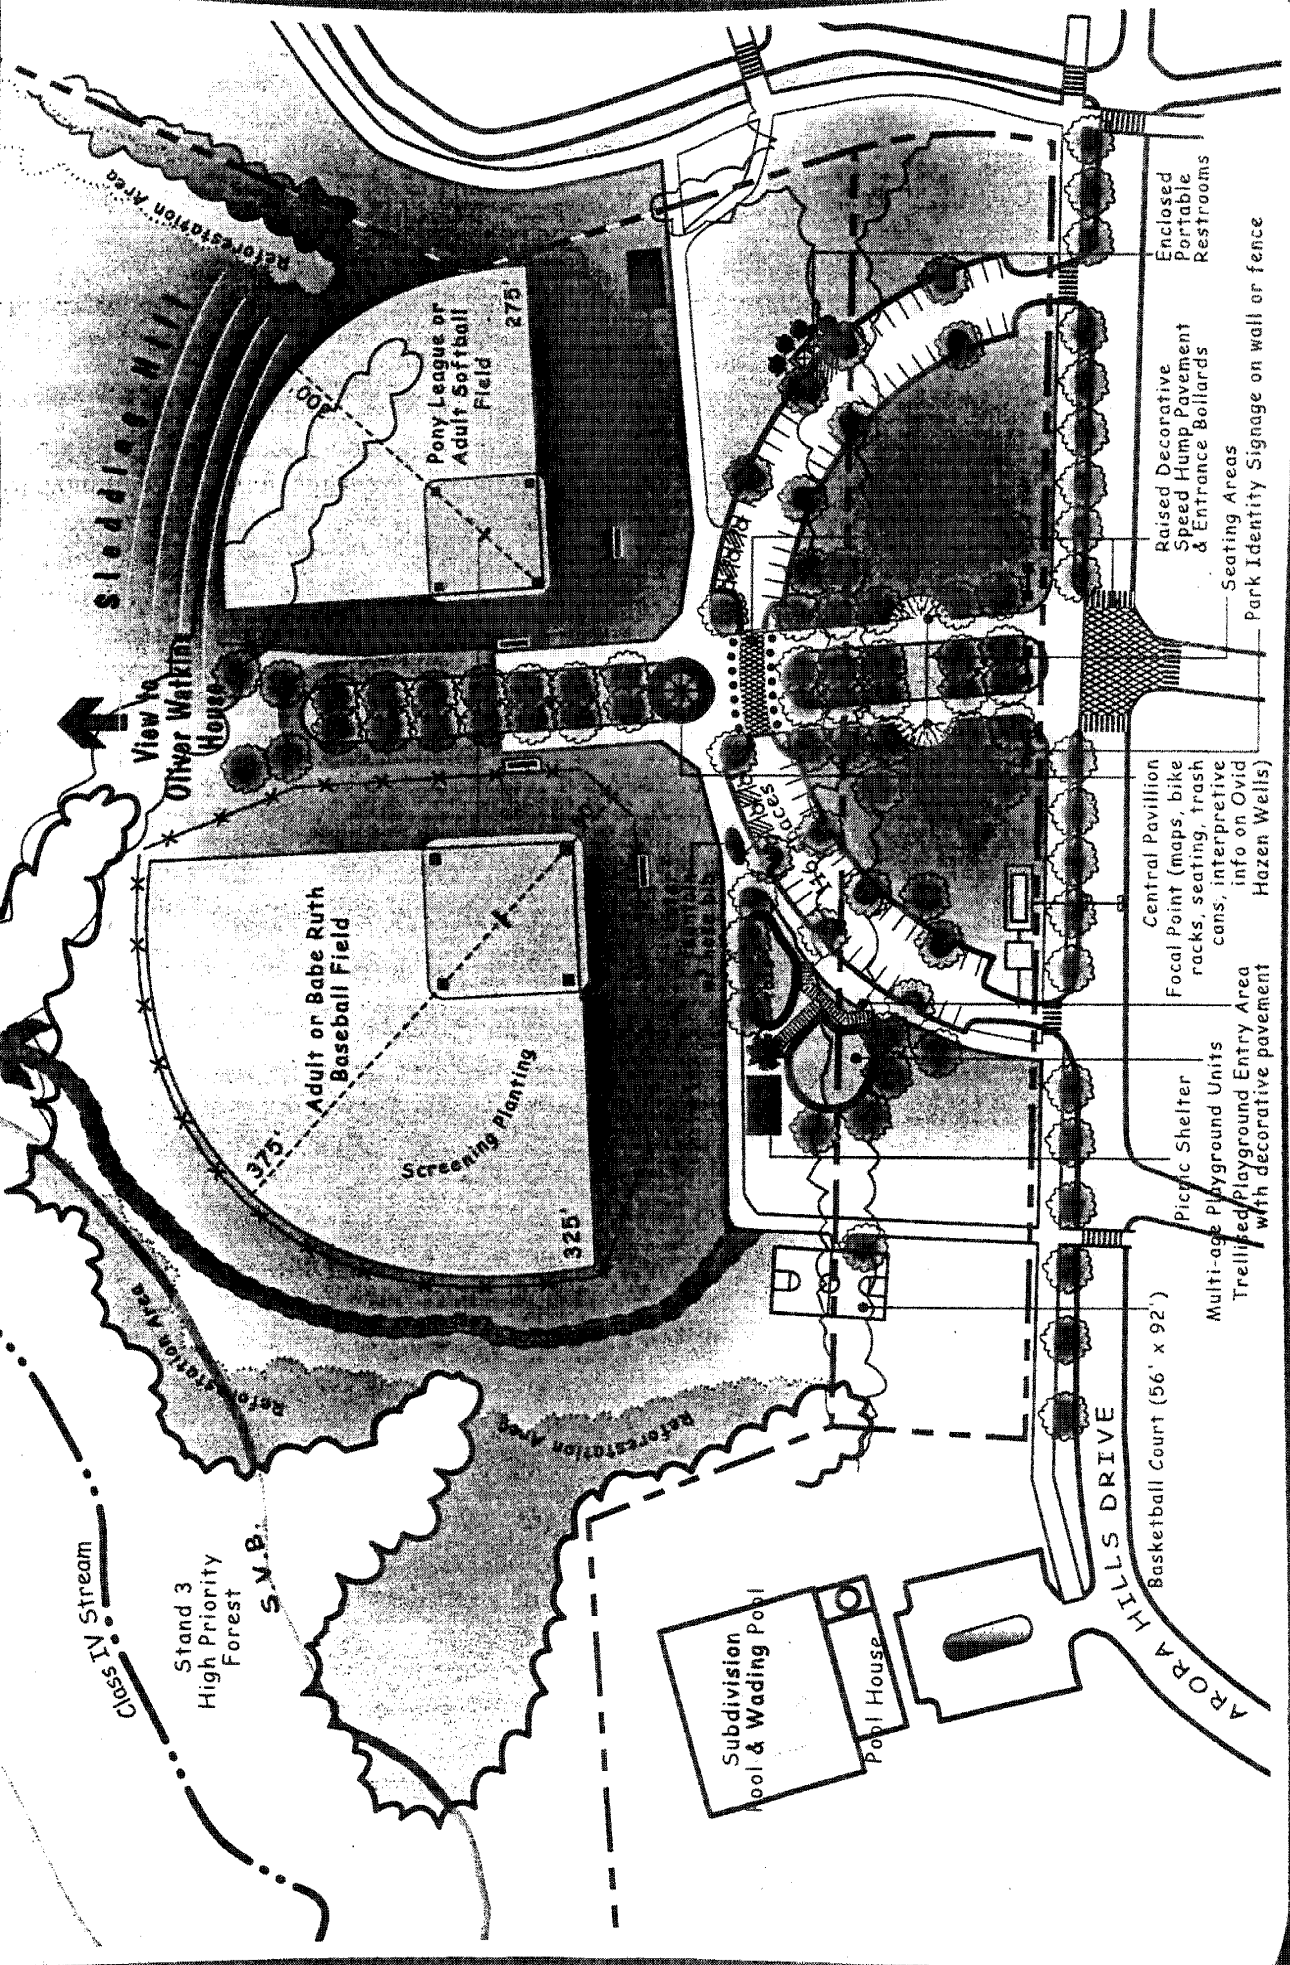 Reforestation Area
Sledding Hill
View to
Oliver Watkin
House
300'
Pony League or
Adult Softball
Field
275'
Adult or Babe Ruth
Baseball Field
375'
Screening Planting
325'
Reforestation Area
Reforestation Area
Class IV Stream
Stand 3
High Priority
Forest
S.V.B.
Subdivision
Pool & Wading Pool
Pool House
ARORA HILLS DRIVE
Enclosed
Portable
Restrooms
Raised Decorative
Speed Hump Pavement
& Entrance Bollards
Seating Areas
Park Identity Signage on wall or fence
Central Pavillion
Focal Point (maps, bike
racks, seating, trash
cans, interpretive
info on Ovid
Hazen Wells)
Trellised Playground Entry Area
with decorative pavement
Multi-age Playground Units
Picnic Shelter
Basketball Court (56' x 92')